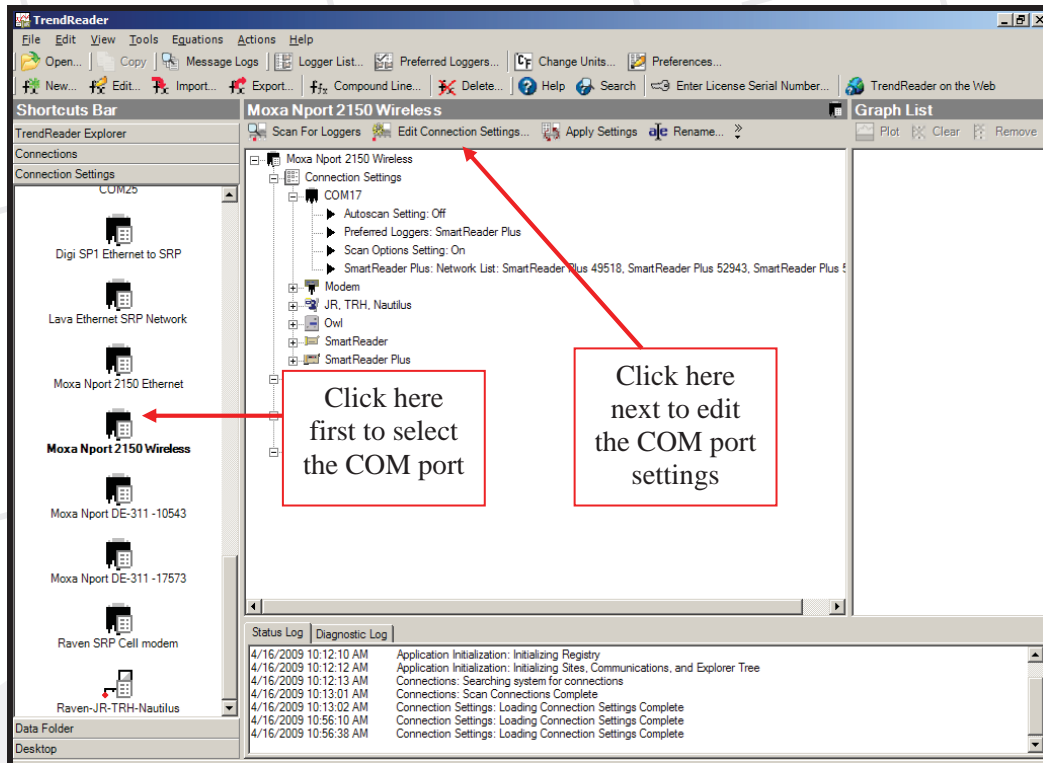 TrendReader
File Edit View Tools Equations Actions Help
Open... Copy Message Logs Logger List... Preferred Loggers... CF Change Units... Preferences...
New... Edit... Import... Export... Compound Line... Delete... Help Search Enter License Serial Number... TrendReader on the Web
Shortcuts Bar
TrendReader Explorer
Connections
Connection Settings
COM25
Digi SP1 Ethernet to SRP
Lava Ethernet SRP Network
Moxa Nport 2150 Ethernet
Moxa Nport 2150 Wireless
Moxa Nport DE-311 -10543
Moxa Nport DE-311 -17573
Raven SRP Cell modem
Raven-JR-TRH-Nautilus
Data Folder
Desktop
Moxa Nport 2150 Wireless
Scan For Loggers Edit Connection Settings... Apply Settings Rename...
Moxa Nport 2150 Wireless
Connection Settings
COM17
Autoscan Setting: Off
Preferred Loggers: SmartReader Plus
Scan Options Setting: On
SmartReader Plus: Network List: SmartReader Plus 49518, SmartReader Plus 52943, SmartReader Plus 5
Modem
JR, TRH, Nautilus
Owl
SmartReader
SmartReader Plus
Click here
first to select
the COM port
Click here
next to edit
the COM port
settings
Graph List
Plot Clear Remove
Status Log Diagnostic Log
4/16/2009 10:12:10 AM Application Initialization: Initializing Registry
4/16/2009 10:12:12 AM Application Initialization: Initializing Sites, Communications, and Explorer Tree
4/16/2009 10:12:13 AM Connections: Searching system for connections
4/16/2009 10:13:01 AM Connections: Scan Connections Complete
4/16/2009 10:13:02 AM Connection Settings: Loading Connection Settings Complete
4/16/2009 10:56:10 AM Connection Settings: Loading Connection Settings Complete
4/16/2009 10:56:38 AM Connection Settings: Loading Connection Settings Complete